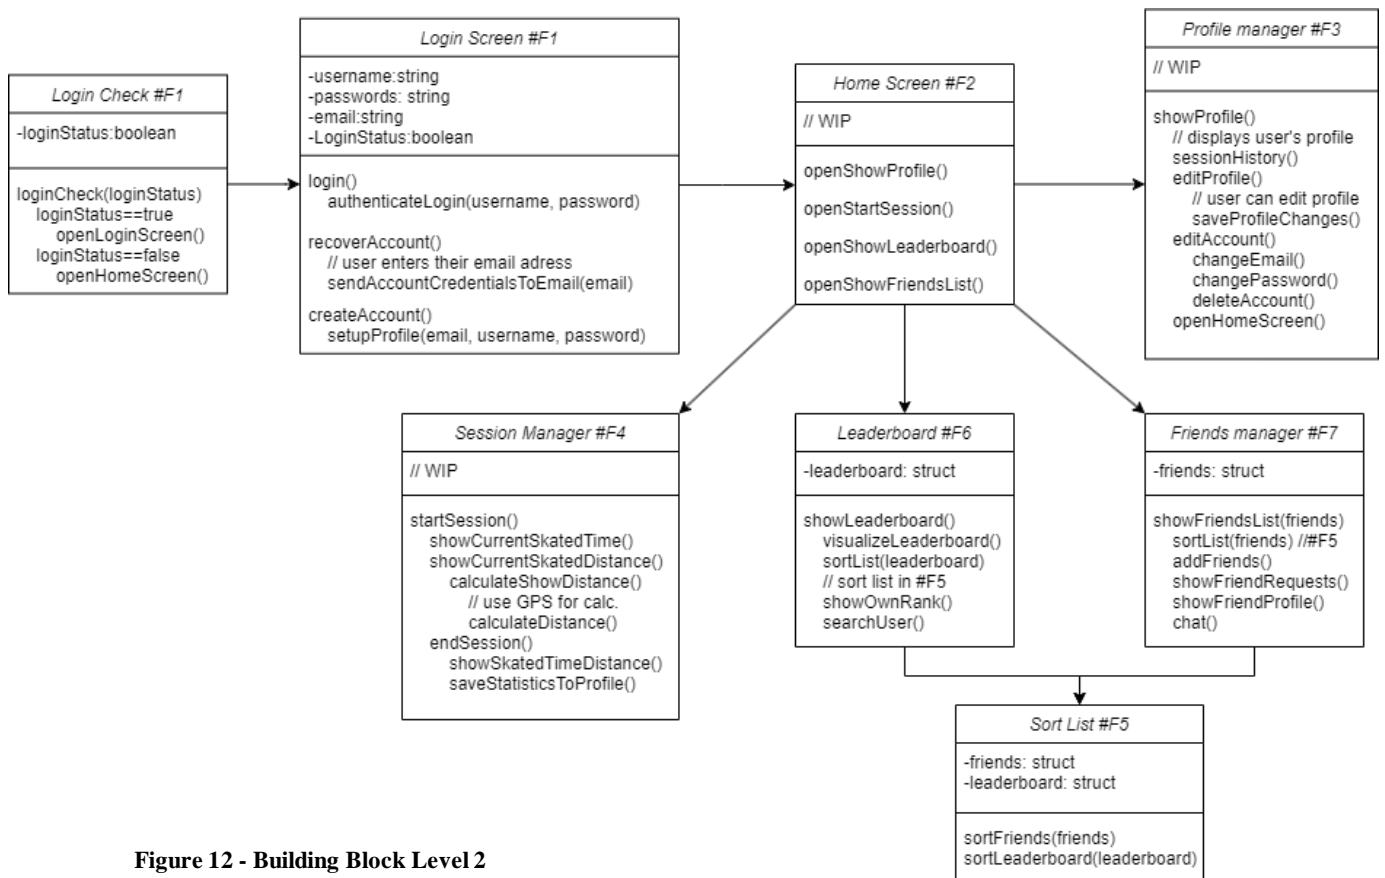 Login Check #F1
-loginStatus:boolean
loginCheck(loginStatus)
loginStatus==true
openLoginScreen()
loginStatus==false
openHomeScreen()
Login Screen #F1
-username:string
-passwords: string
-email:string
-LoginStatus:boolean
login()
authenticateLogin(username, password)
recoverAccount()
// user enters their email adress
sendAccountCredentialsToEmail(email)
createAccount()
setupProfile(email, username, password)
Home Screen #F2
// WIP
openShowProfile()
openStartSession()
openShowLeaderboard()
openShowFriendsList()
Profile manager #F3
// WIP
showProfile()
// displays user's profile
sessionHistory()
editProfile()
// user can edit profile
saveProfileChanges()
editAccount()
changeEmail()
changePassword()
deleteAccount()
openHomeScreen()
Session Manager #F4
// WIP
startSession()
showCurrentSkatedTime()
showCurrentSkatedDistance()
calculateShowDistance()
// use GPS for calc.
calculateDistance()
endSession()
showSkatedTimeDistance()
saveStatisticsToProfile()
Leaderboard #F6
-leaderboard: struct
showLeaderboard()
visualizeLeaderboard()
sortList(leaderboard)
// sort list in #F5
showOwnRank()
searchUser()
Friends manager #F7
-friends: struct
showFriendsList(friends)
sortList(friends) //#F5
addFriends()
showFriendRequests()
showFriendProfile()
chat()
Sort List #F5
-friends: struct
-leaderboard: struct
sortFriends(friends)
sortLeaderboard(leaderboard)
Figure 12 - Building Block Level 2